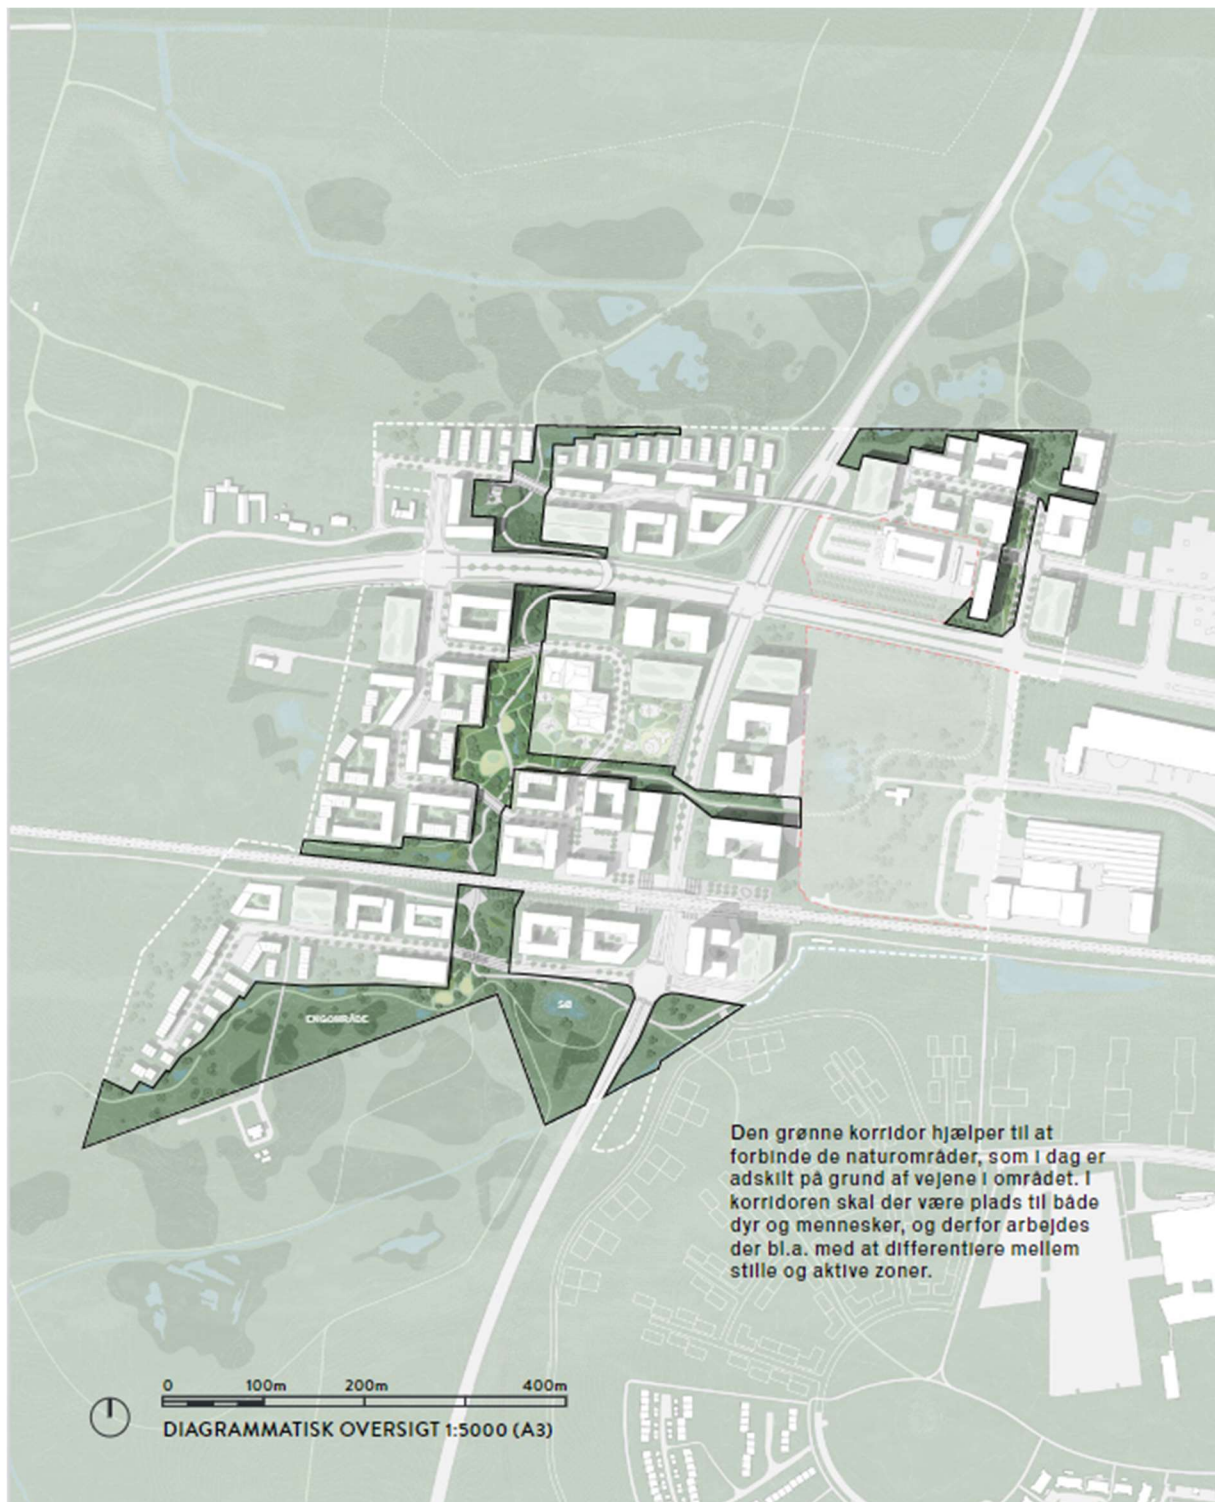 ENGOMRÅDE
SØ
Den grønne korridor hjælper til at
forbinde de naturområder, som i dag er
adskilt på grund af vejene i området. I
korridoren skal der være plads til både
dyr og mennesker, og derfor arbejdes
der bl.a. med at differentiere mellem
stille og aktive zoner.
0 100m 200m 400m
DIAGRAMMATISK OVERSIGT 1:5000 (A3)